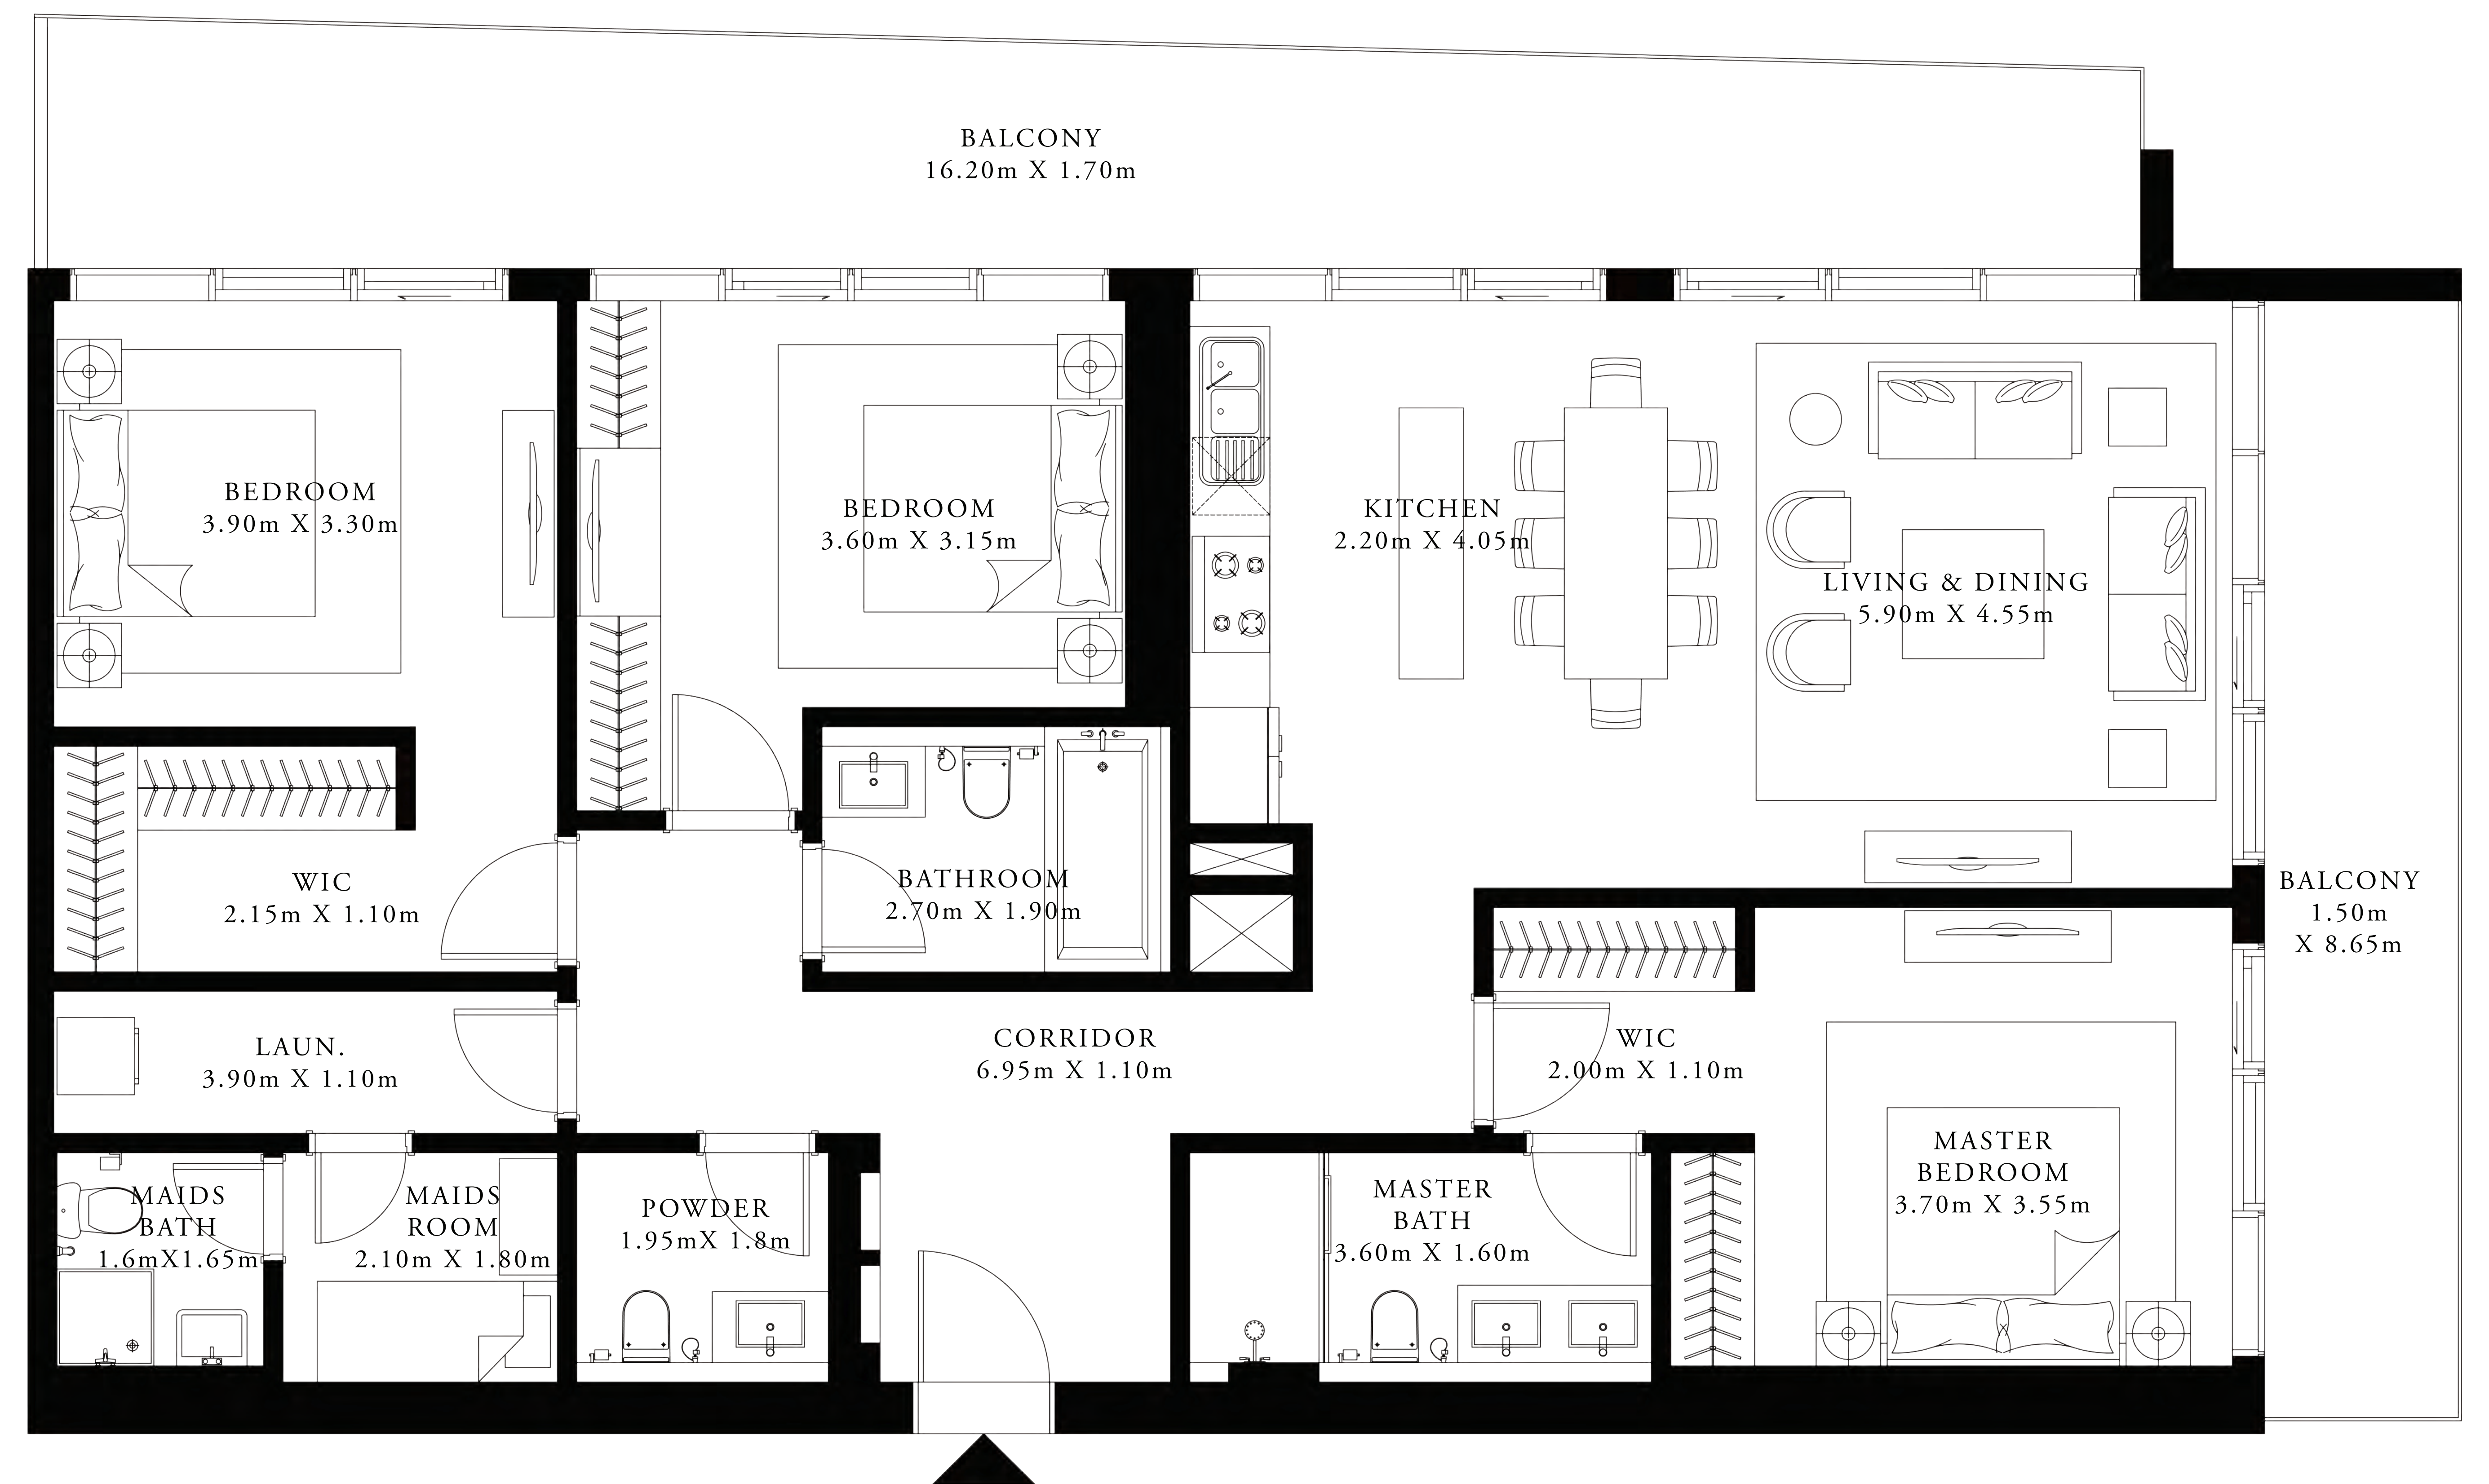 BALCONY
16.20m X 1.70m
BEDROOM
3.90m X 3.30m
BEDROOM
3.60m X 3.15m
KITCHEN
2.20m X 4.05m
LIVING & DINING
5.90m X 4.55m
WIC
2.15m X 1.10m
BATHROOM
2.70m X 1.90m
BALCONY
1.50m
X 8.65m
LAUN.
3.90m X 1.10m
CORRIDOR
6.95m X 1.10m
WIC
2.00m X 1.10m
MASTER
BEDROOM
3.70m X 3.55m
MAIDS
BATH
1.6mX1.65m
MAIDS
ROOM
2.10m X 1.80m
POWDER
1.95mX 1.8m
MASTER
BATH
3.60m X 1.60m